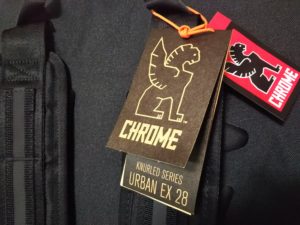 CHROME
KNURLED SERIES
URBAN EX 28
CHROME